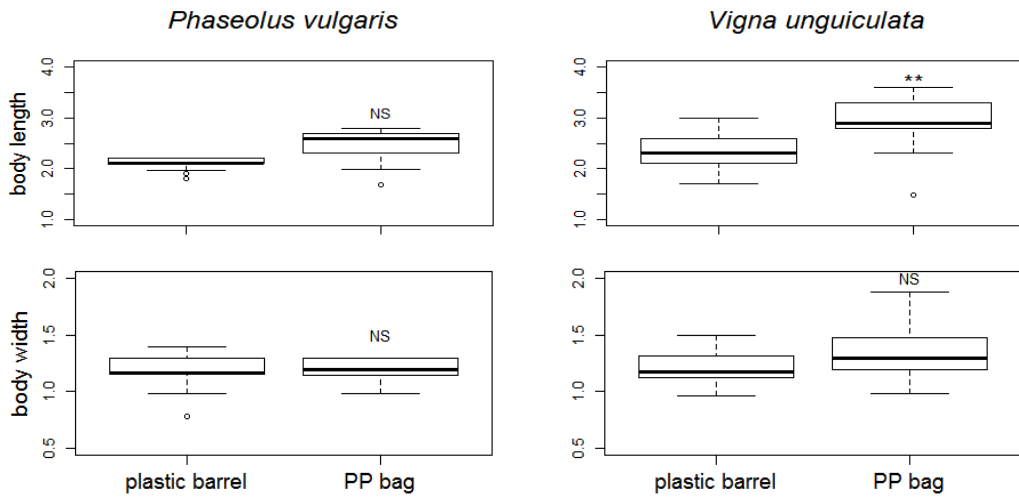 Phaseolus vulgaris
Vigna unguiculata
body length
4.0
3.0
2.0
1.0
NS
4.0
3.0
2.0
1.0
**
body width
2.0
1.5
1.0
0.5
NS
2.0
1.5
1.0
0.5
NS
plastic barrel
PP bag
plastic barrel
PP bag